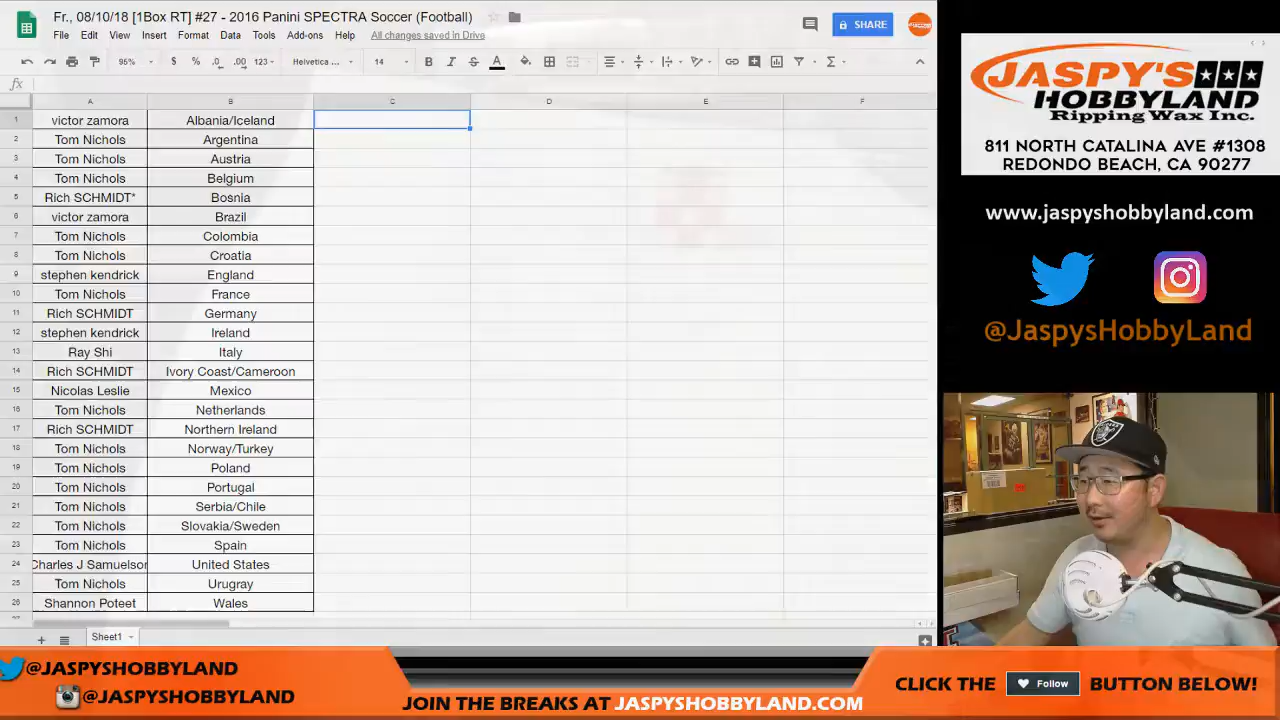 Fr., 08/10/18 [1Box RT] #27 - 2016 Panini SPECTRA Soccer (Football)
File Edit View Insert Format Data Tools Add-ons Help All changes saved in Drive
SHARE
95% $ % .0 .00 123 Helvetica ... 14 B I S A
fx
A B C D E F
1 victor zamora Albania/Iceland
2 Tom Nichols Argentina
3 Tom Nichols Austria
4 Tom Nichols Belgium
5 Rich SCHMIDT* Bosnia
6 victor zamora Brazil
7 Tom Nichols Colombia
8 Tom Nichols Croatia
9 stephen kendrick England
10 Tom Nichols France
11 Rich SCHMIDT Germany
12 stephen kendrick Ireland
13 Ray Shi Italy
14 Rich SCHMIDT Ivory Coast/Cameroon
15 Nicolas Leslie Mexico
16 Tom Nichols Netherlands
17 Rich SCHMIDT Northern Ireland
18 Tom Nichols Norway/Turkey
19 Tom Nichols Poland
20 Tom Nichols Portugal
21 Tom Nichols Serbia/Chile
22 Tom Nichols Slovakia/Sweden
23 Tom Nichols Spain
24 Charles J Samuelson United States
25 Tom Nichols Urugray
26 Shannon Poteet Wales
Sheet1
JASPY'S
HOBBYLAND
Ripping Wax Inc.
811 NORTH CATALINA AVE #1308
REDONDO BEACH, CA 90277
www.jaspyshobbyland.com
@JaspysHobbyLand
@JASPYSHOBBYLAND
@JASPYSHOBBYLAND
JOIN THE BREAKS AT JASPYSHOBBYLAND.COM
CLICK THE Follow BUTTON BELOW!